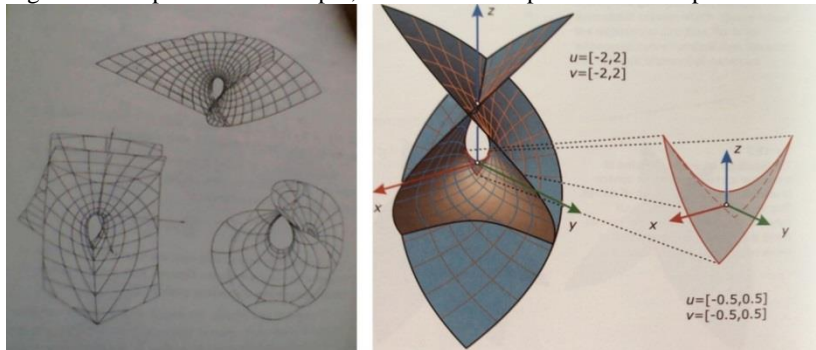 z
u=[-2,2]
v=[-2,2]
z
x
x
y
y
u=[-0.5,0.5]
v=[-0.5,0.5]